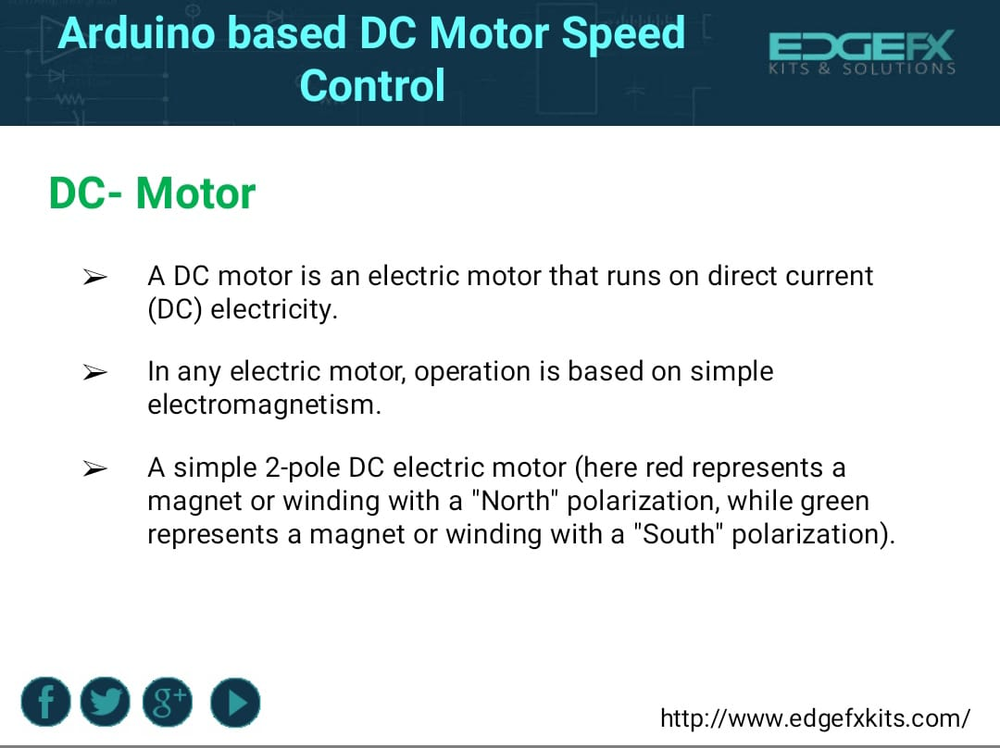 Arduino based DC Motor Speed
Control
EDGEFX
KITS & SOLUTIONS
DC- Motor
➢ A DC motor is an electric motor that runs on direct current
(DC) electricity.
➢ In any electric motor, operation is based on simple
electromagnetism.
➢ A simple 2-pole DC electric motor (here red represents a
magnet or winding with a "North" polarization, while green
represents a magnet or winding with a "South" polarization).
f g+
http://www.edgefxkits.com/